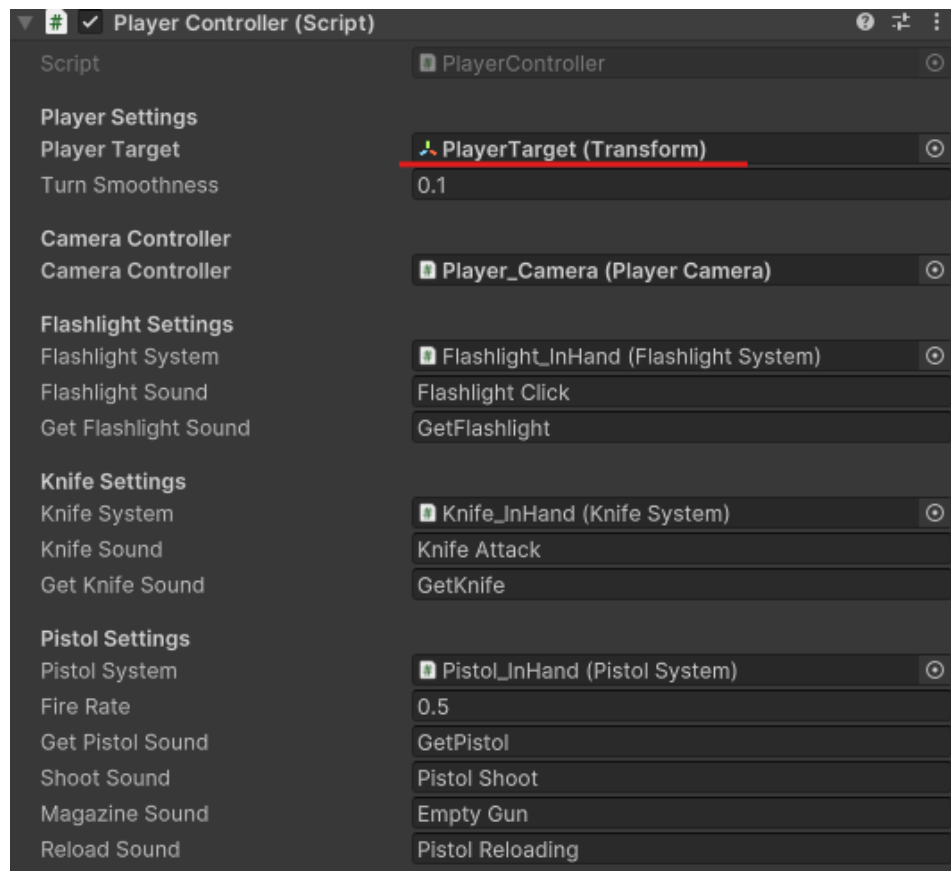 Player Controller (Script)
Script PlayerController
Player Settings
Player Target PlayerTarget (Transform)
Turn Smoothness 0.1
Camera Controller
Camera Controller Player_Camera (Player Camera)
Flashlight Settings
Flashlight System Flashlight_InHand (Flashlight System)
Flashlight Sound Flashlight Click
Get Flashlight Sound GetFlashlight
Knife Settings
Knife System Knife_InHand (Knife System)
Knife Sound Knife Attack
Get Knife Sound GetKnife
Pistol Settings
Pistol System Pistol_InHand (Pistol System)
Fire Rate 0.5
Get Pistol Sound GetPistol
Shoot Sound Pistol Shoot
Magazine Sound Empty Gun
Reload Sound Pistol Reloading